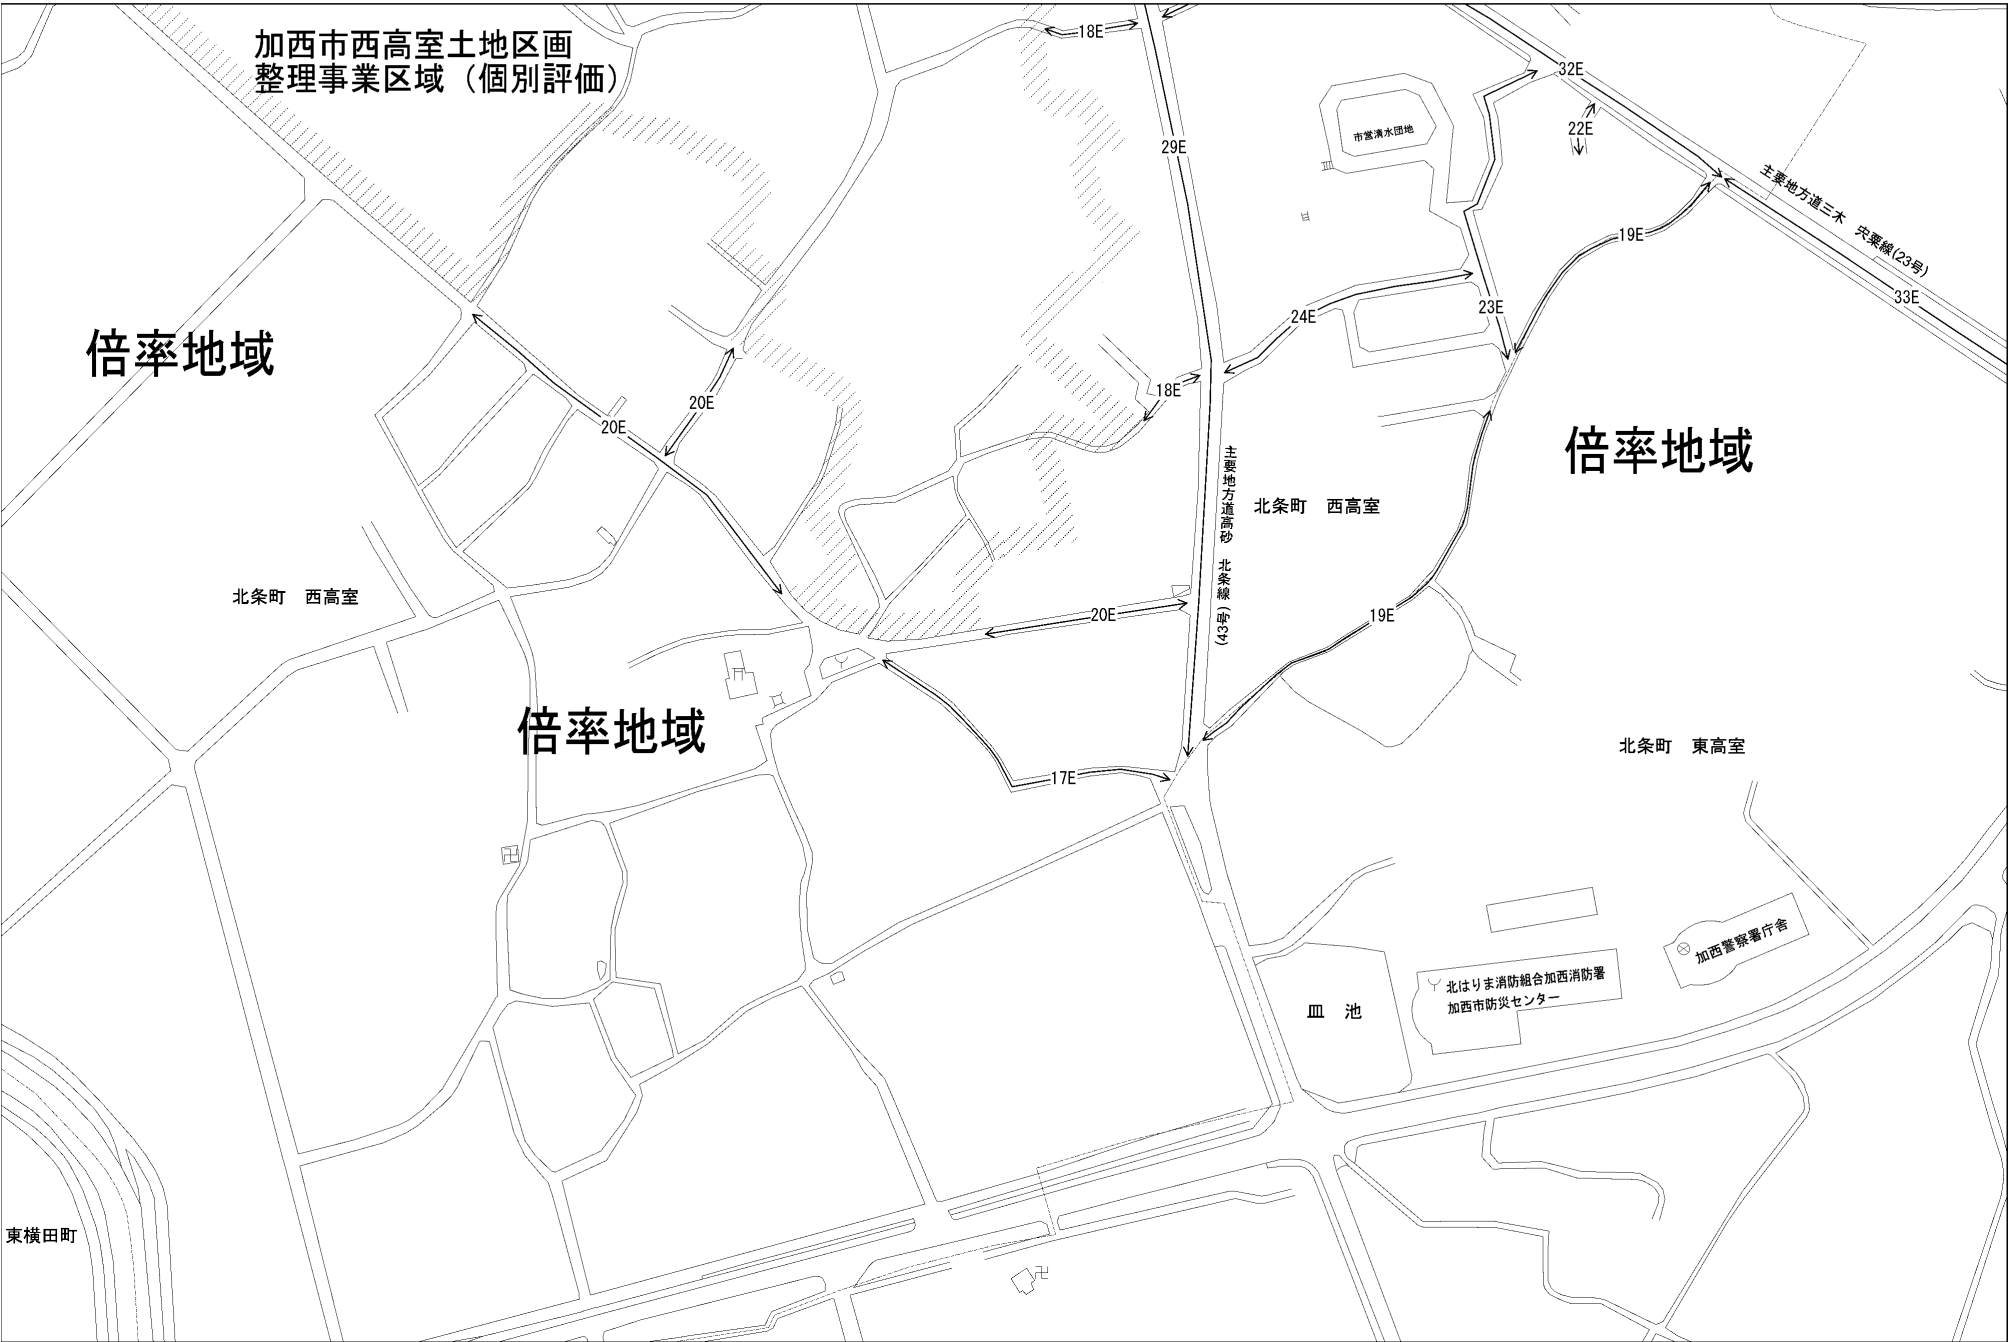 加西市西高室土地区画
整理事業区域（個別評価）
18E
32E
22E
29E
市営清水団地
主要地方道三木　宍粟線(23号)
19E
33E
23E
24E
倍率地域
20E
20E
18E
倍率地域
主要地方道高砂　北条線(43号)
北条町　西高室
北条町　西高室
20E
19E
倍率地域
17E
北条町　東高室
加西警察署庁舎
北はりま消防組合加西消防署
加西市防災センター
皿　池
東横田町